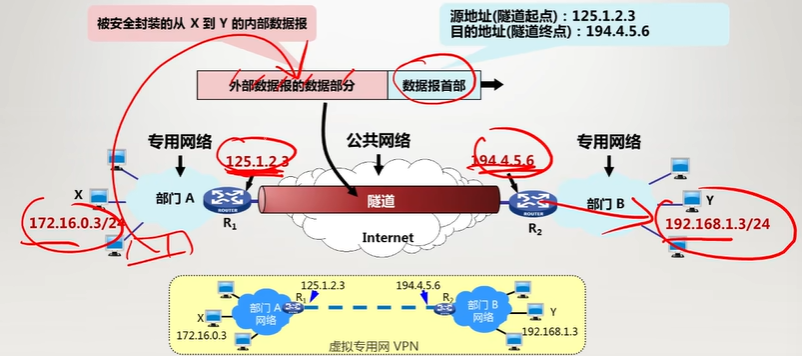 被安全封装的从 X 到 Y 的内部数据报
源地址(隧道起点)：125.1.2.3
目的地址(隧道终点)：194.4.5.6
外部数据报的数据部分
数据报首部
专用网络
公共网络
专用网络
125.1.2.3
194.4.5.6
X
部门 A
ROUTER
R1
隧道
ROUTER
R2
部门 B
Y
172.16.0.3/24
192.168.1.3/24
Internet
125.1.2.3
194.4.5.6
部门 A
网络
R1
R2
部门 B
网络
X
Y
172.16.0.3
192.168.1.3
虚拟专用网 VPN